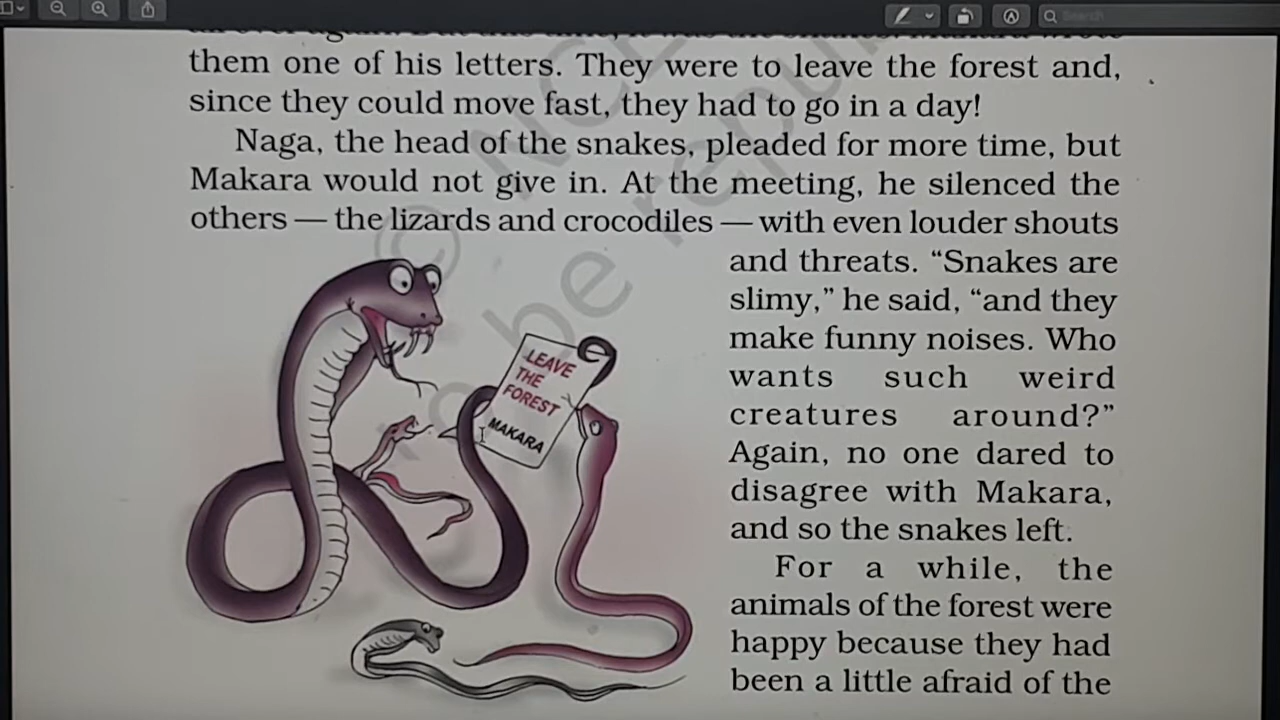 Search
them one of his letters. They were to leave the forest and,
since they could move fast, they had to go in a day!
Naga, the head of the snakes, pleaded for more time, but
Makara would not give in. At the meeting, he silenced the
others — the lizards and crocodiles — with even louder shouts
and threats. “Snakes are
slimy,” he said, “and they
make funny noises. Who
wants such weird
creatures around?”
Again, no one dared to
disagree with Makara,
and so the snakes left.
For a while, the
animals of the forest were
happy because they had
been a little afraid of the
LEAVE
THE
FOREST
MAKARA